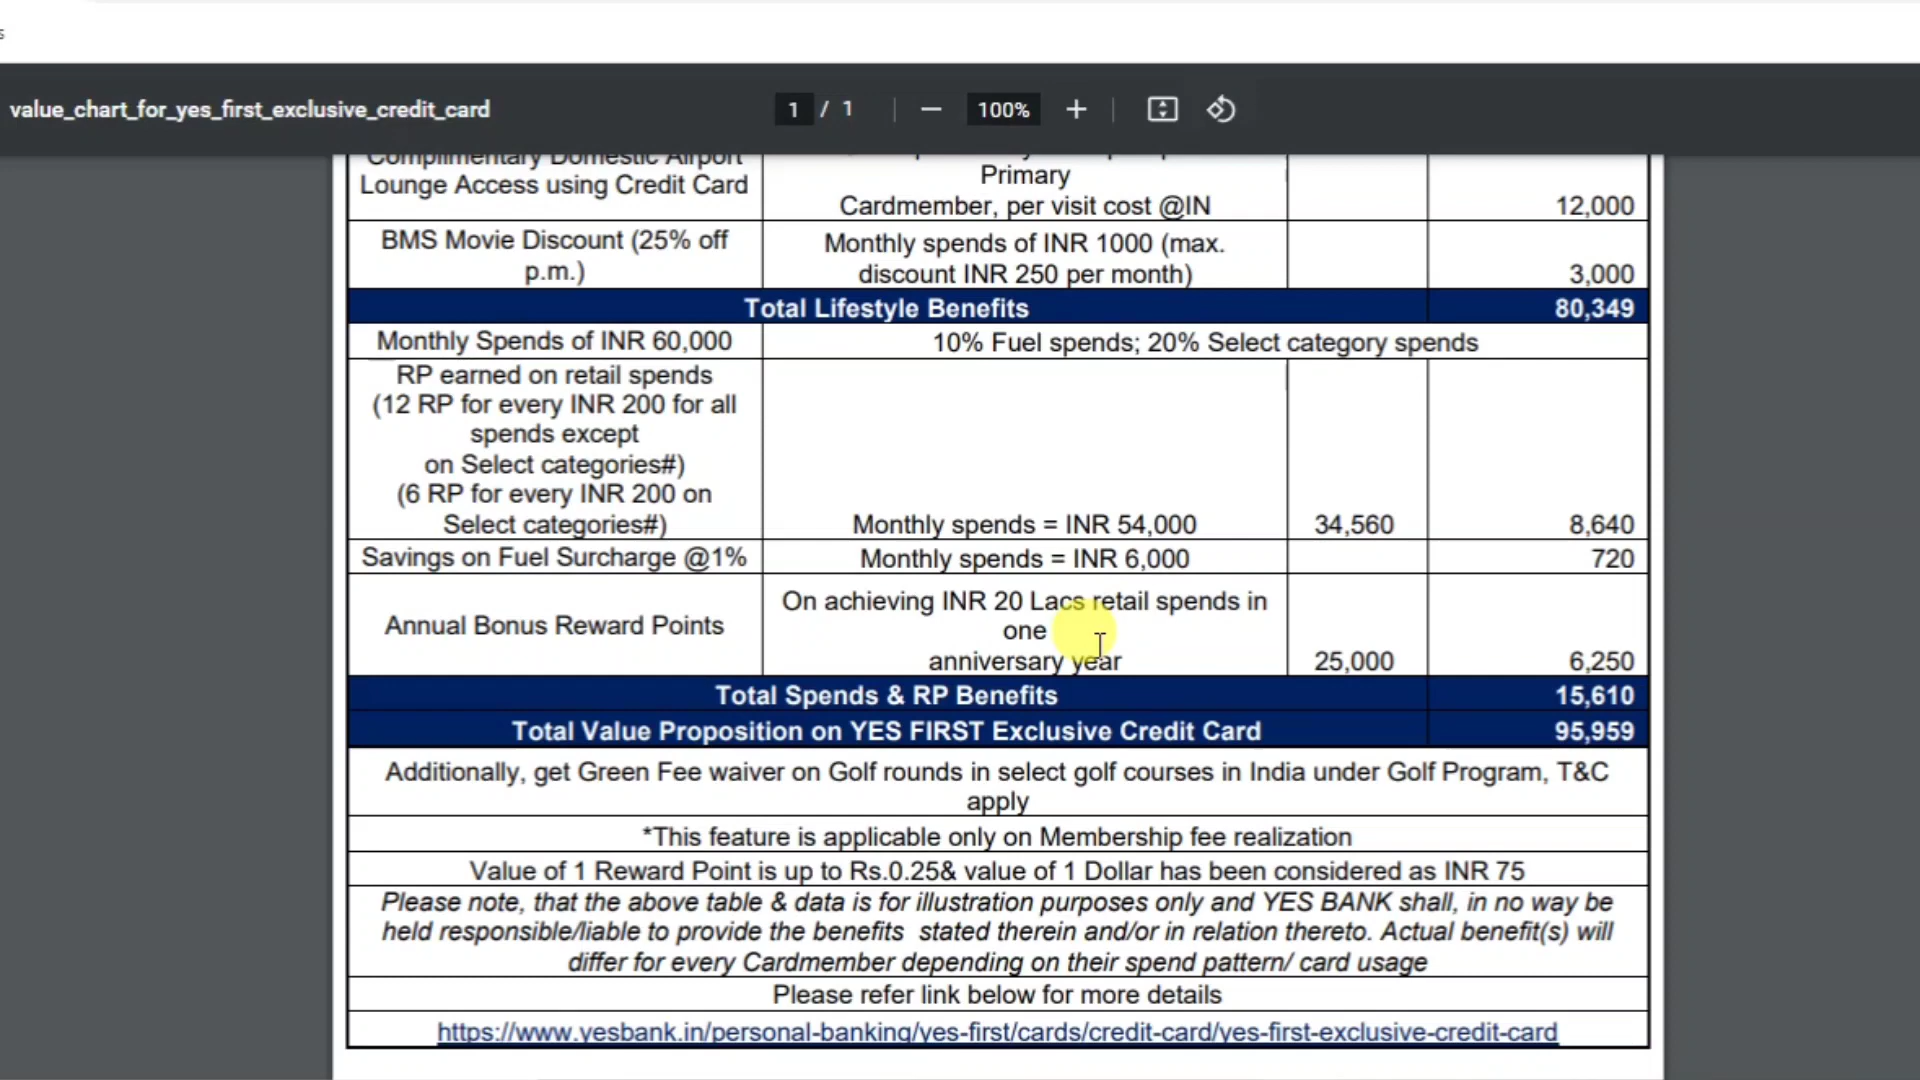 s
value_chart_for_yes_first_exclusive_credit_card
1 / 1
100%
Complimentary Domestic Airport
Lounge Access using Credit Card
Primary
Cardmember, per visit cost @IN
12,000
BMS Movie Discount (25% off
p.m.)
Monthly spends of INR 1000 (max.
discount INR 250 per month)
3,000
Total Lifestyle Benefits
80,349
Monthly Spends of INR 60,000
10% Fuel spends; 20% Select category spends
RP earned on retail spends
(12 RP for every INR 200 for all
spends except
on Select categories#)
(6 RP for every INR 200 on
Select categories#)
Monthly spends = INR 54,000
34,560
8,640
Savings on Fuel Surcharge @1%
Monthly spends = INR 6,000
720
Annual Bonus Reward Points
On achieving INR 20 Lacs retail spends in
one
anniversary year
25,000
6,250
Total Spends & RP Benefits
15,610
Total Value Proposition on YES FIRST Exclusive Credit Card
95,959
Additionally, get Green Fee waiver on Golf rounds in select golf courses in India under Golf Program, T&C
apply
*This feature is applicable only on Membership fee realization
Value of 1 Reward Point is up to Rs.0.25& value of 1 Dollar has been considered as INR 75
Please note, that the above table & data is for illustration purposes only and YES BANK shall, in no way be
held responsible/liable to provide the benefits  stated therein and/or in relation thereto. Actual benefit(s) will
differ for every Cardmember depending on their spend pattern/ card usage
Please refer link below for more details
https://www.yesbank.in/personal-banking/yes-first/cards/credit-card/yes-first-exclusive-credit-card